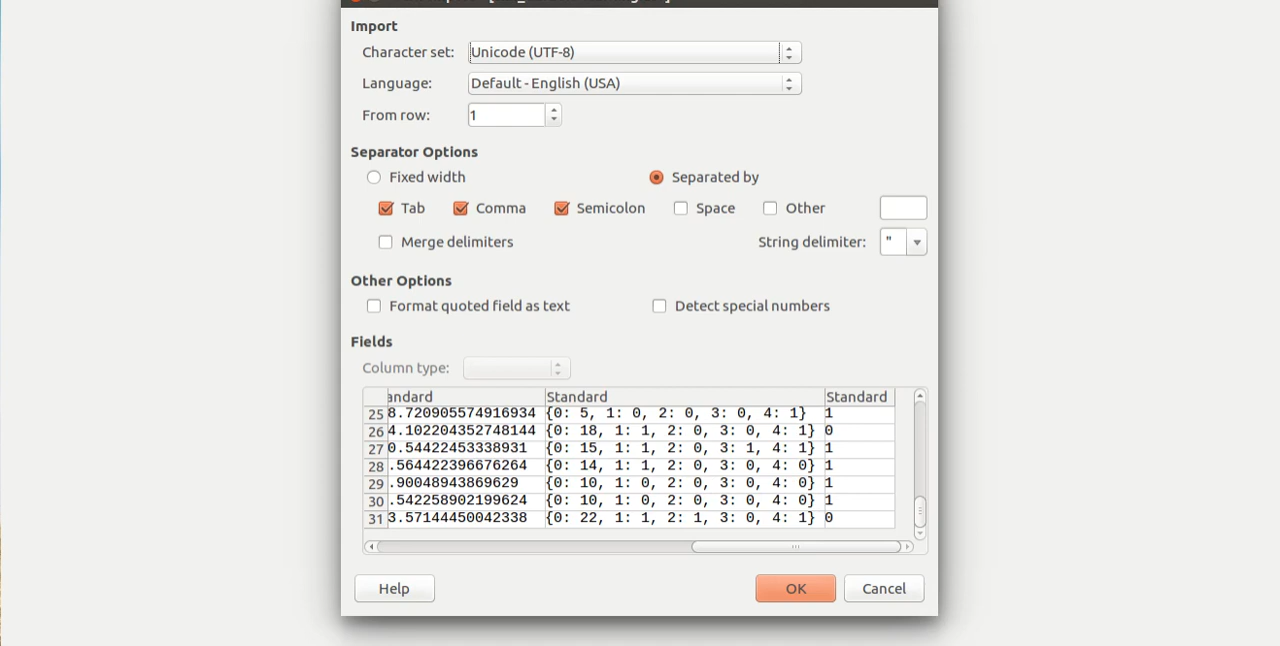 Import
Character set: Unicode (UTF-8)
Language: Default - English (USA)
From row: 1
Separator Options
Fixed width Separated by
Tab Comma Semicolon Space Other
Merge delimiters String delimiter: "
Other Options
Format quoted field as text Detect special numbers
Fields
Column type:
andard Standard Standard
25 8.720905574916934 {0: 5, 1: 0, 2: 0, 3: 0, 4: 1} 1
26 4.102204352748144 {0: 18, 1: 1, 2: 0, 3: 0, 4: 1} 0
27 0.54422453338931 {0: 15, 1: 1, 2: 0, 3: 1, 4: 1} 1
28 .564422396676264 {0: 14, 1: 1, 2: 0, 3: 0, 4: 0} 1
29 .90048943869629 {0: 10, 1: 0, 2: 0, 3: 0, 4: 0} 1
30 .542258902199624 {0: 10, 1: 0, 2: 0, 3: 0, 4: 0} 1
31 3.57144450042338 {0: 22, 1: 1, 2: 1, 3: 0, 4: 1} 0
Help OK Cancel